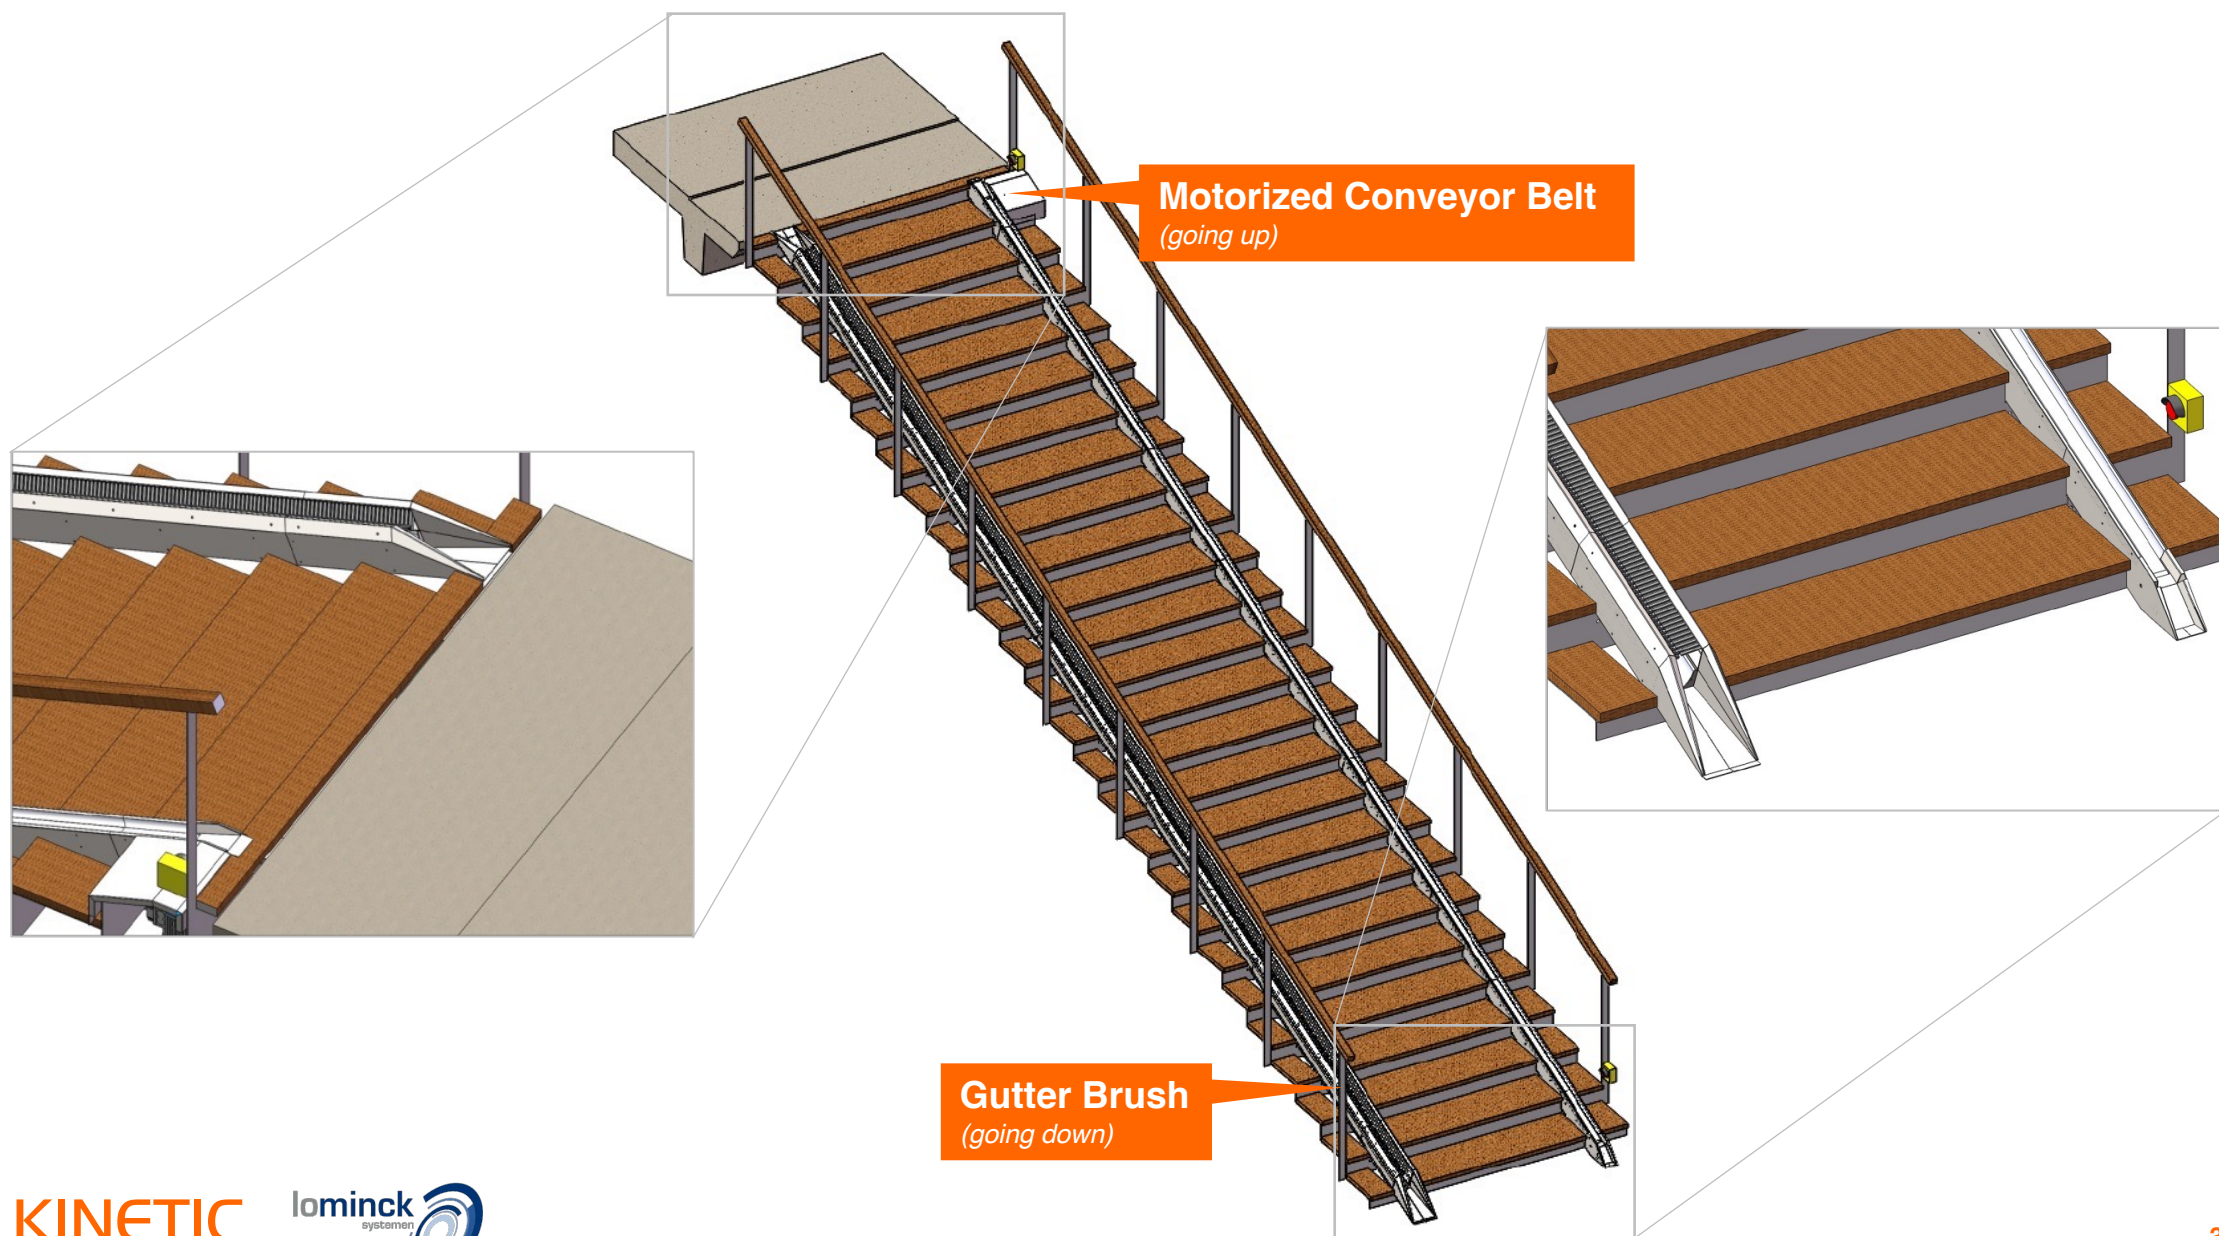 Motorized Conveyor Belt
(going up)
Gutter Brush
(going down)
KINETIC
lominck
systemen